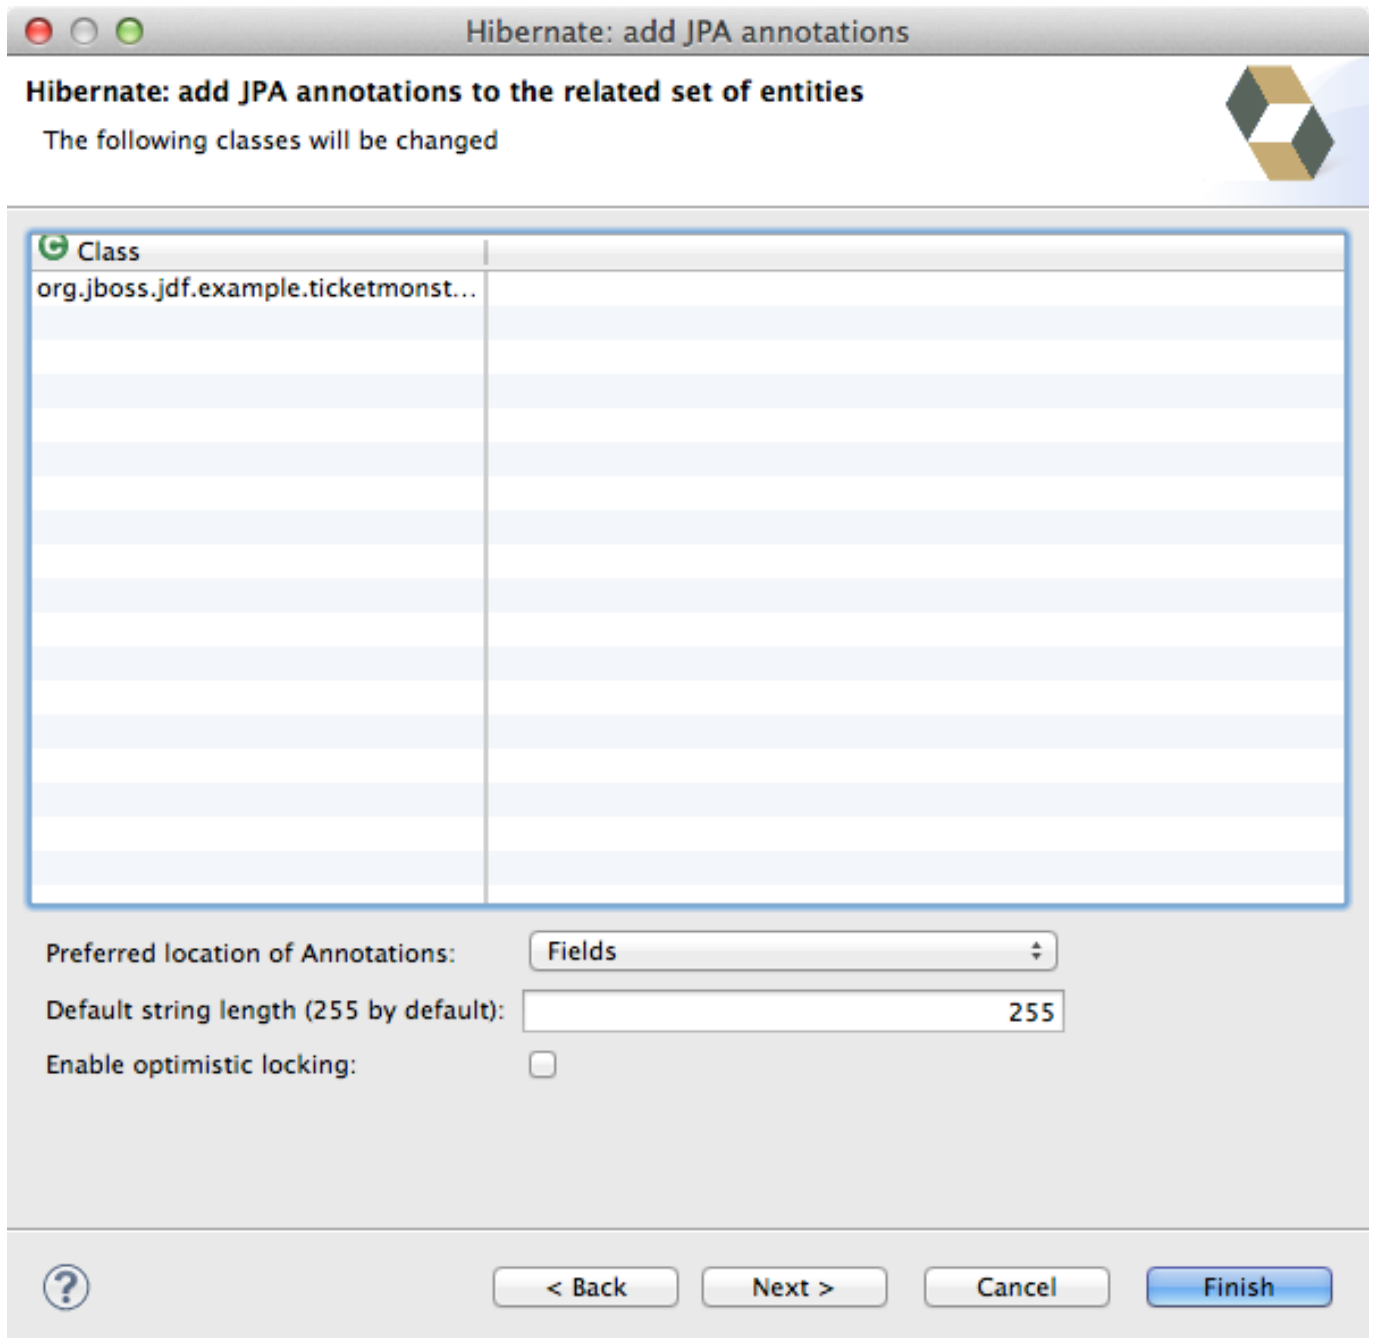 Hibernate: add JPA annotations
Hibernate: add JPA annotations to the related set of entities
The following classes will be changed
C Class
org.jboss.jdf.example.ticketmonst...
Preferred location of Annotations: Fields
Default string length (255 by default): 255
Enable optimistic locking:
? < Back Next > Cancel Finish